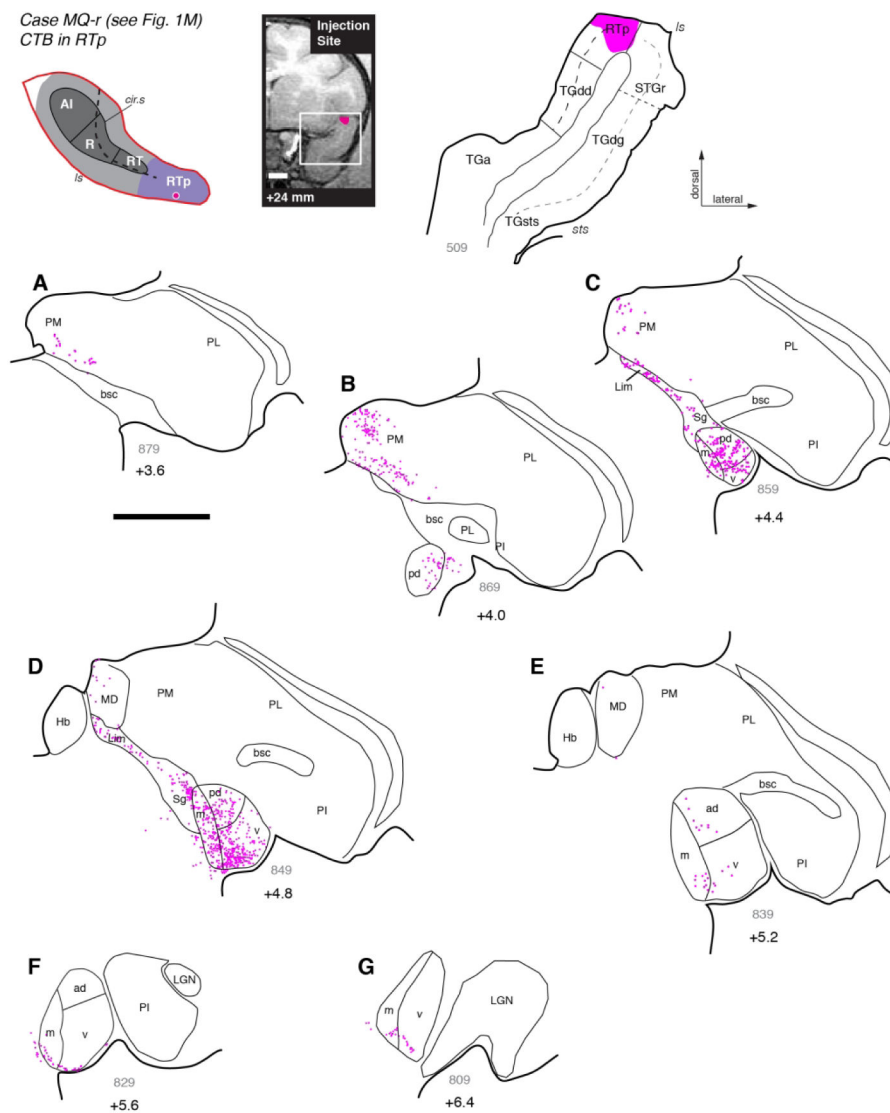 Case MQ-r (see Fig. 1M)
CTB in RTp
AI
cir.s
R
RT
RTp
ls
Injection
Site
+24 mm
RTp
ls
TGdd
STGr
TGa
TGdg
TGsts
sts
509
dorsal
lateral
A
PM
PL
bsc
879
+3.6
B
PM
PL
bsc
PL
PI
pd
869
+4.0
C
PM
PL
Lim
bsc
Sg
pd
m
v
PI
859
+4.4
D
Hb
MD
PM
PL
Lim
bsc
Sg
pd
m
v
PI
849
+4.8
E
Hb
MD
PM
PL
bsc
ad
m
v
PI
839
+5.2
F
LGN
ad
PI
m
v
829
+5.6
G
LGN
m
v
809
+6.4